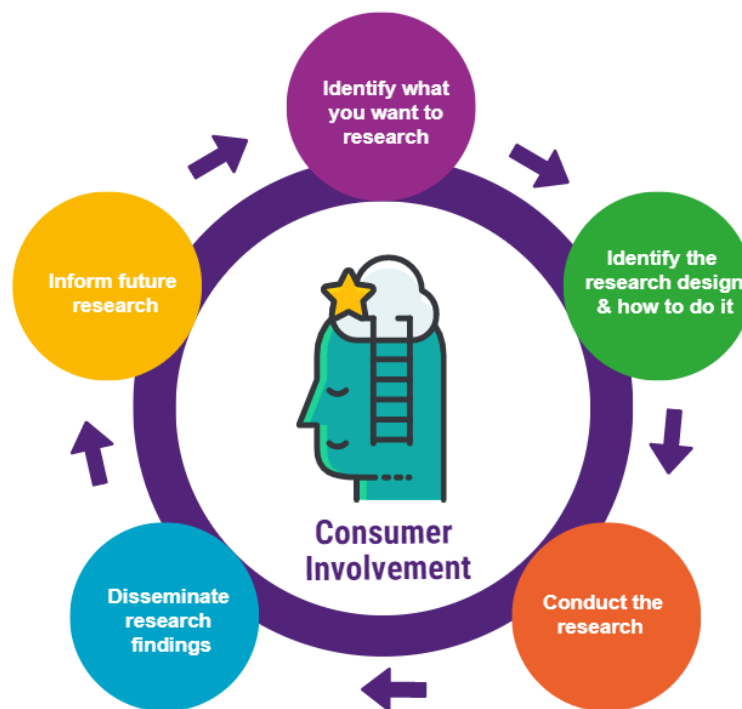 Identify what
you want to
research
Identify the
research design
& how to do it
Conduct the
research
Disseminate
research
findings
Inform future
research
Consumer
Involvement